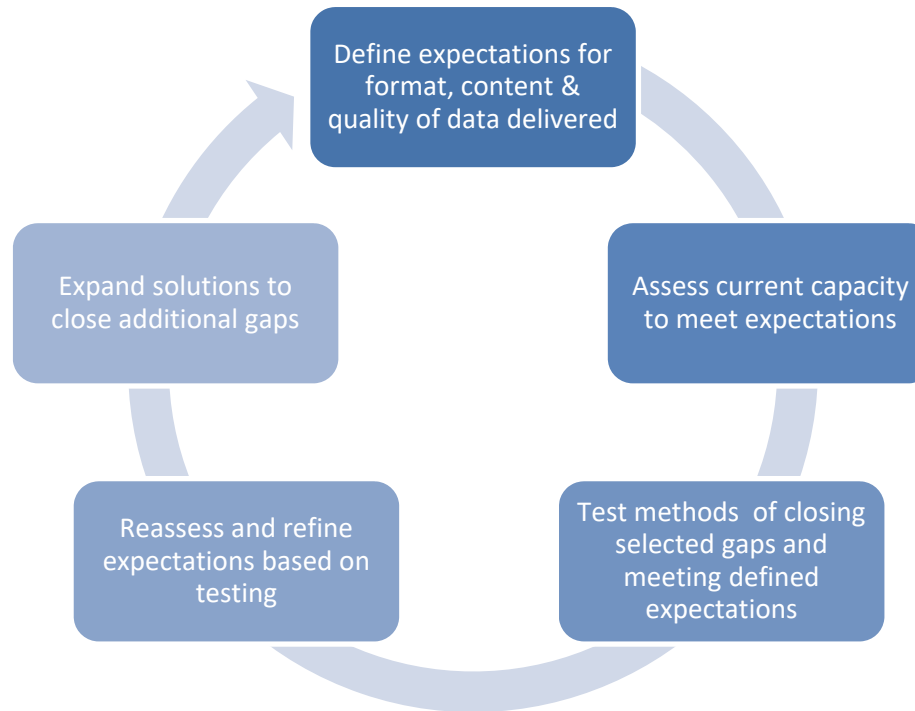 Define expectations for
format, content &
quality of data delivered
Assess current capacity
to meet expectations
Test methods  of closing
selected gaps and
meeting defined
expectations
Reassess and refine
expectations based on
testing
Expand solutions to
close additional gaps